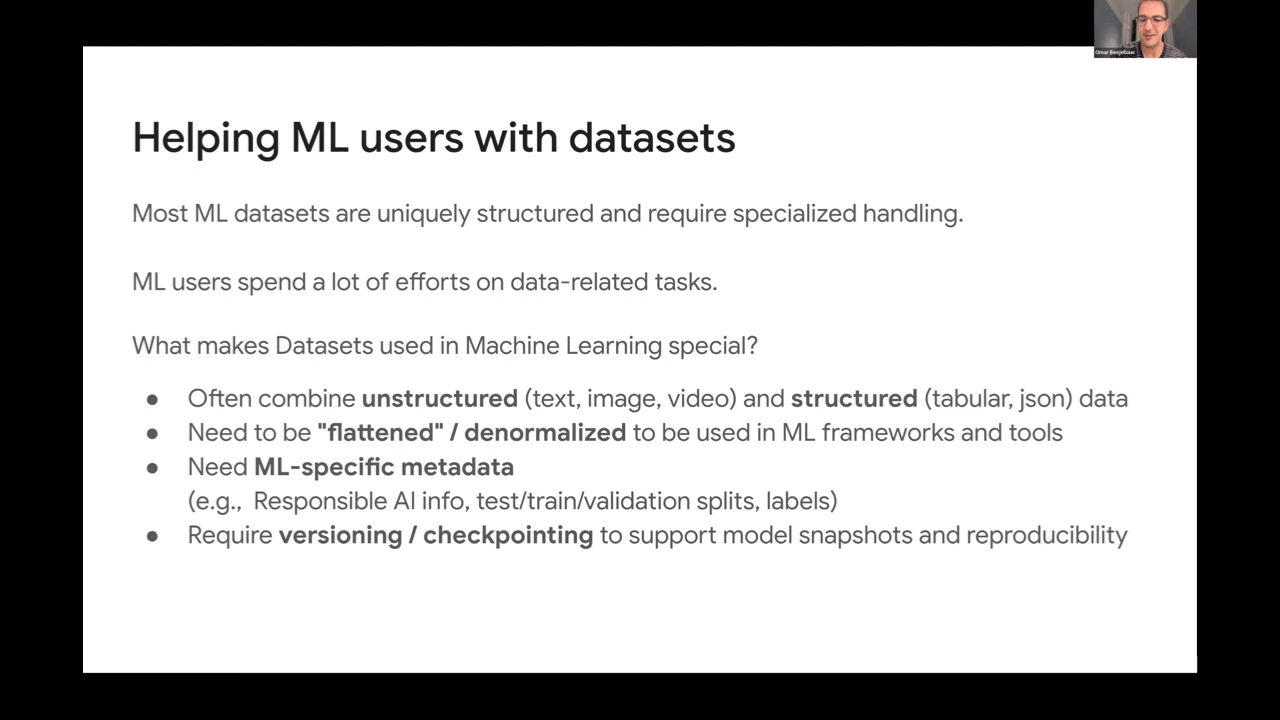 Omar Benjelloun
Helping ML users with datasets
Most ML datasets are uniquely structured and require specialized handling.
ML users spend a lot of efforts on data-related tasks.
What makes Datasets used in Machine Learning special?
● Often combine unstructured (text, image, video) and structured (tabular, json) data
● Need to be "flattened" / denormalized to be used in ML frameworks and tools
● Need ML-specific metadata
(e.g., Responsible AI info, test/train/validation splits, labels)
● Require versioning / checkpointing to support model snapshots and reproducibility